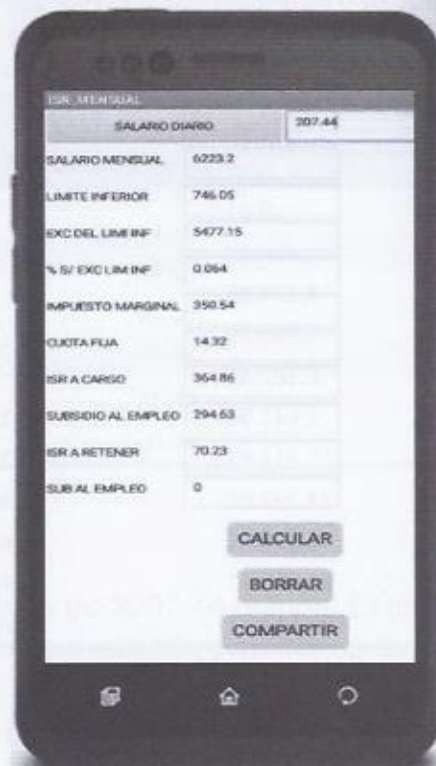 ISR_MENSUAL
SALARIO DIARIO 207.44
SALARIO MENSUAL 6223.2
LIMITE INFERIOR 746.05
EXC DEL LIMI INF 5477.15
% S/ EXC LIM INF 0.064
IMPUESTO MARGINAL 350.54
CUOTA FIJA 14.32
ISR A CARGO 364.86
SUBSIDIO AL EMPLEO 294.63
ISR A RETENER 70.23
SUB AL EMPLEO 0
CALCULAR
BORRAR
COMPARTIR